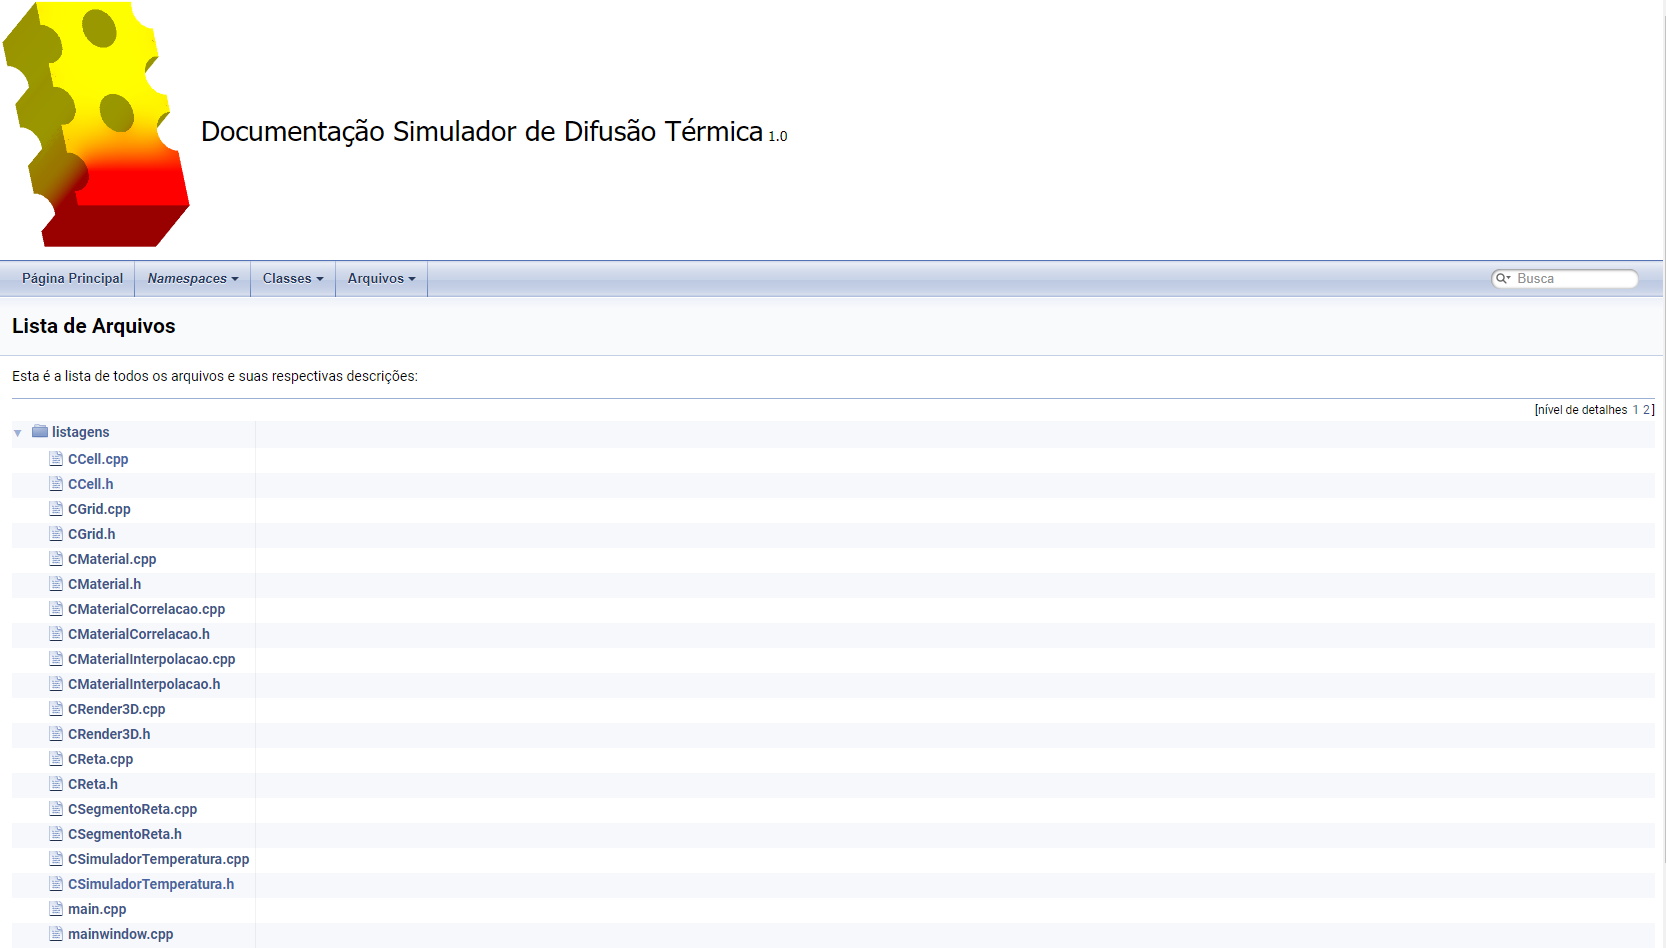 Documentação Simulador de Difusão Térmica 1.0
Página Principal Namespaces Classes Arquivos Busca
Lista de Arquivos
Esta é a lista de todos os arquivos e suas respectivas descrições:
[nível de detalhes 1 2]
listagens
CCell.cpp
CCell.h
CGrid.cpp
CGrid.h
CMaterial.cpp
CMaterial.h
CMaterialCorrelacao.cpp
CMaterialCorrelacao.h
CMaterialInterpolacao.cpp
CMaterialInterpolacao.h
CRender3D.cpp
CRender3D.h
CReta.cpp
CReta.h
CSegmentoReta.cpp
CSegmentoReta.h
CSimuladorTemperatura.cpp
CSimuladorTemperatura.h
main.cpp
mainwindow.cpp